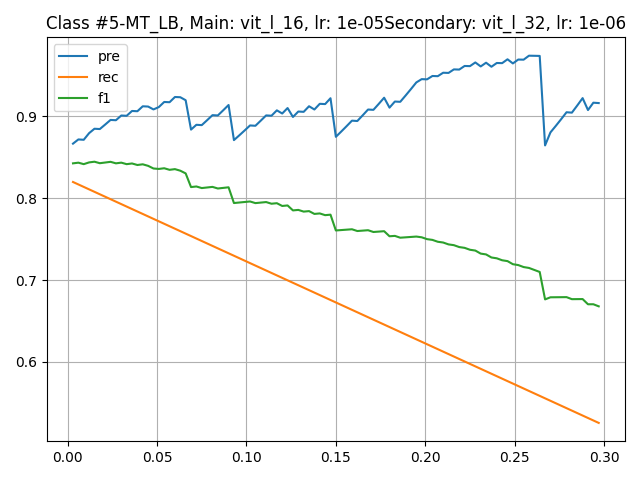 Class #5-MT_LB, Main: vit_l_16, lr: 1e-05Secondary: vit_l_32, lr: 1e-06
pre
rec
f1
0.9
0.8
0.7
0.6
0.00 0.05 0.10 0.15 0.20 0.25 0.30